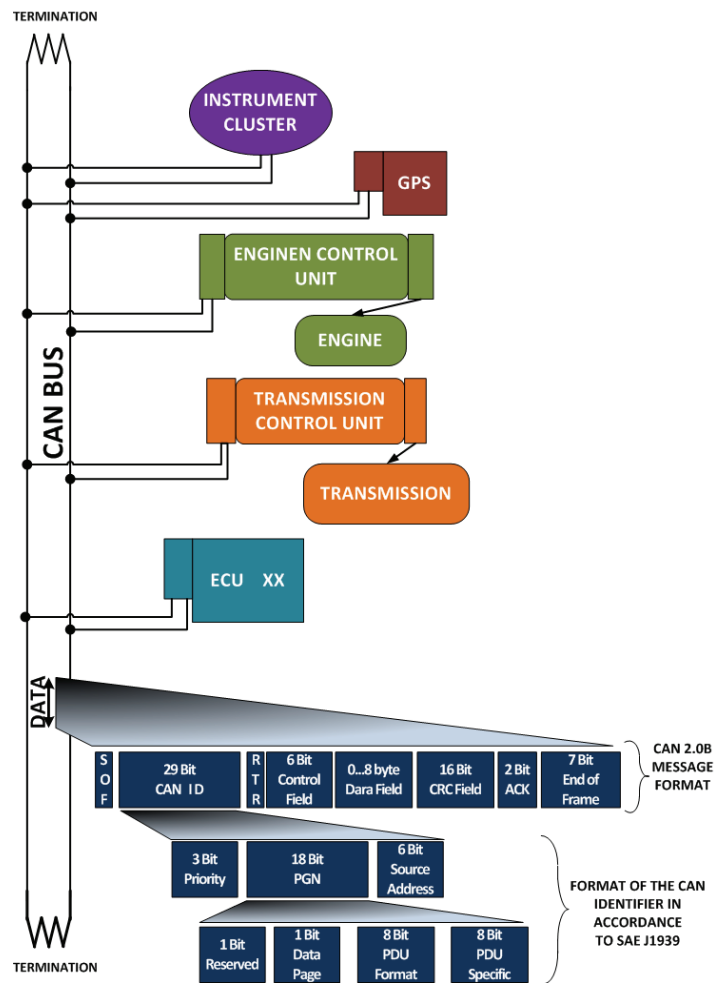 TERMINATION
INSTRUMENT
CLUSTER
GPS
ENGINEN CONTROL
UNIT
ENGINE
CAN BUS
TRANSMISSION
CONTROL UNIT
TRANSMISSION
ECU XX
DATA
S
O
F
29 Bit
CAN ID
R
T
R
6 Bit
Control
Field
0...8 byte
Dara Field
16 Bit
CRC Field
2 Bit
ACK
7 Bit
End of
Frame
CAN 2.0B
MESSAGE
FORMAT
3 Bit
Priority
18 Bit
PGN
6 Bit
Source
Address
FORMAT OF THE CAN
IDENTIFIER IN
ACCORDANCE
TO SAE J1939
1 Bit
Reserved
1 Bit
Data
Page
8 Bit
PDU
Format
8 Bit
PDU
Specific
TERMINATION